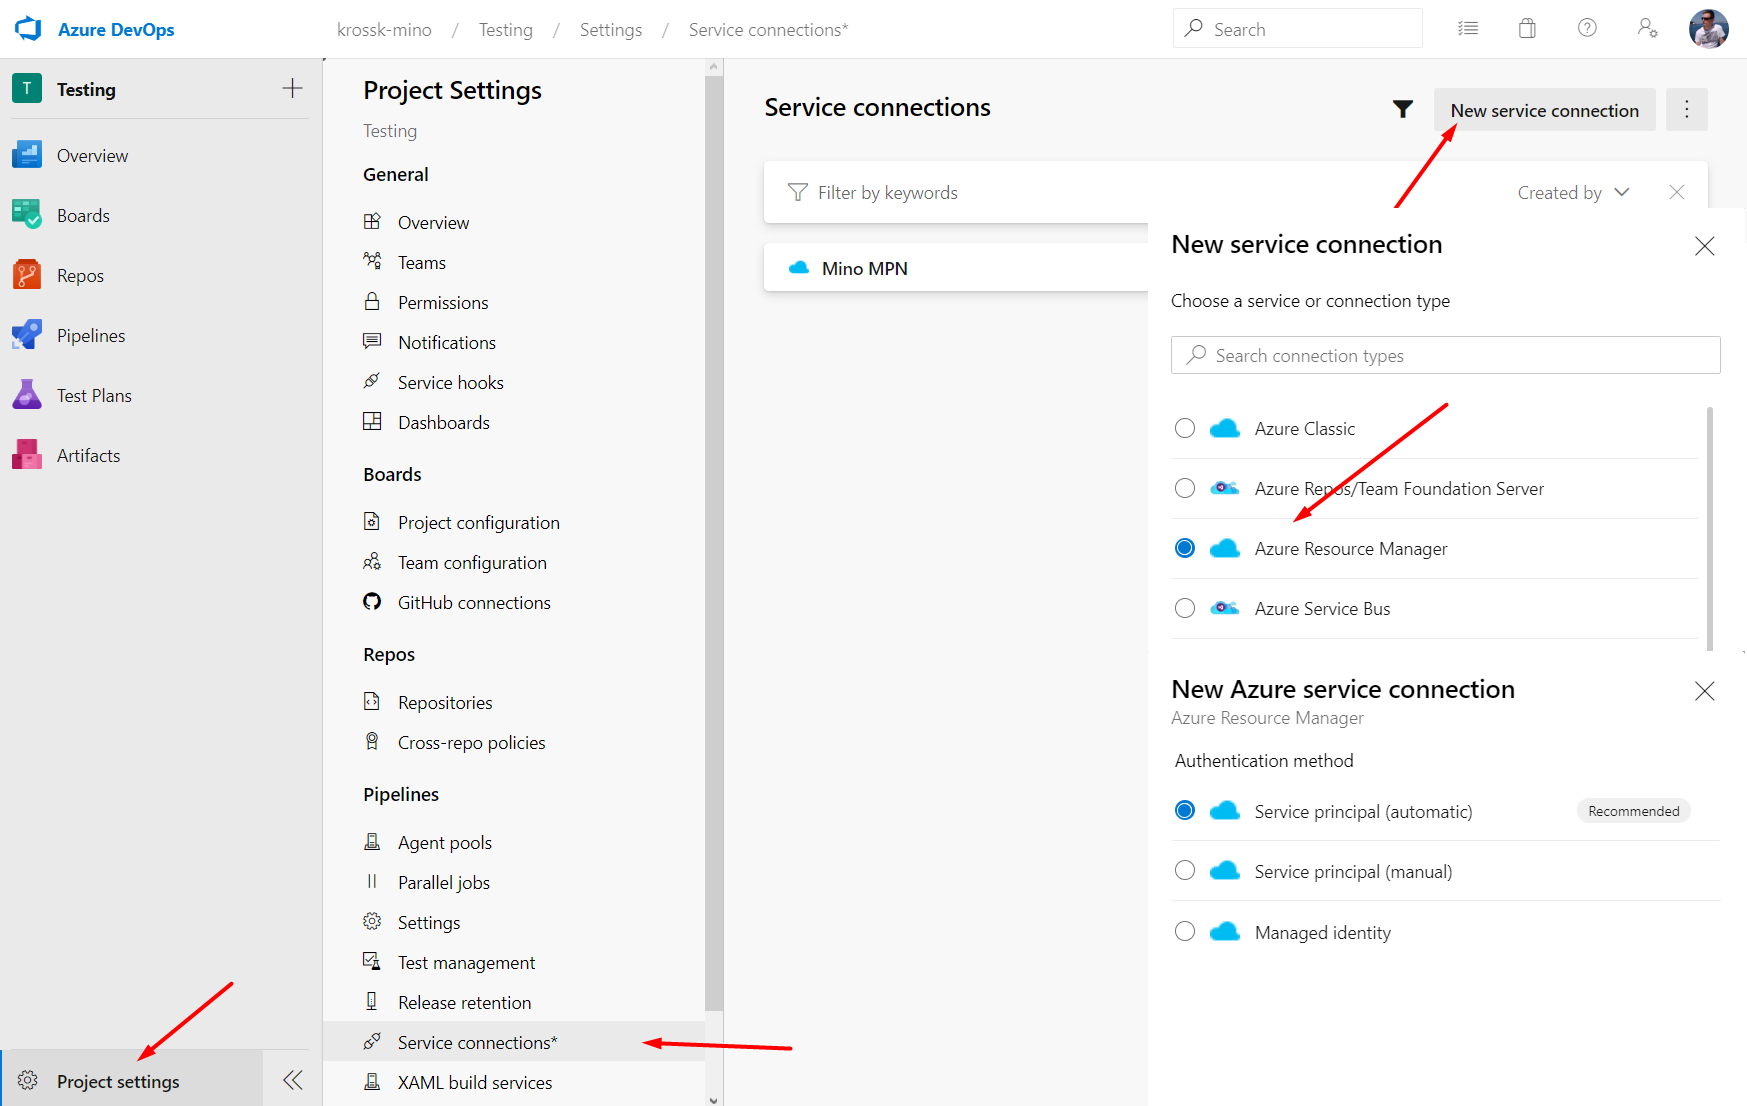 Azure DevOps
krossk-mino / Testing / Settings / Service connections*
Search
T Testing
Overview
Boards
Repos
Pipelines
Test Plans
Artifacts
Project settings
Project Settings
Testing
General
Overview
Teams
Permissions
Notifications
Service hooks
Dashboards
Boards
Project configuration
Team configuration
GitHub connections
Repos
Repositories
Cross-repo policies
Pipelines
Agent pools
Parallel jobs
Settings
Test management
Release retention
Service connections*
XAML build services
Service connections
New service connection
Filter by keywords
Created by
Mino MPN
New service connection
Choose a service or connection type
Search connection types
Azure Classic
Azure Repos/Team Foundation Server
Azure Resource Manager
Azure Service Bus
New Azure service connection
Azure Resource Manager
Authentication method
Service principal (automatic) Recommended
Service principal (manual)
Managed identity